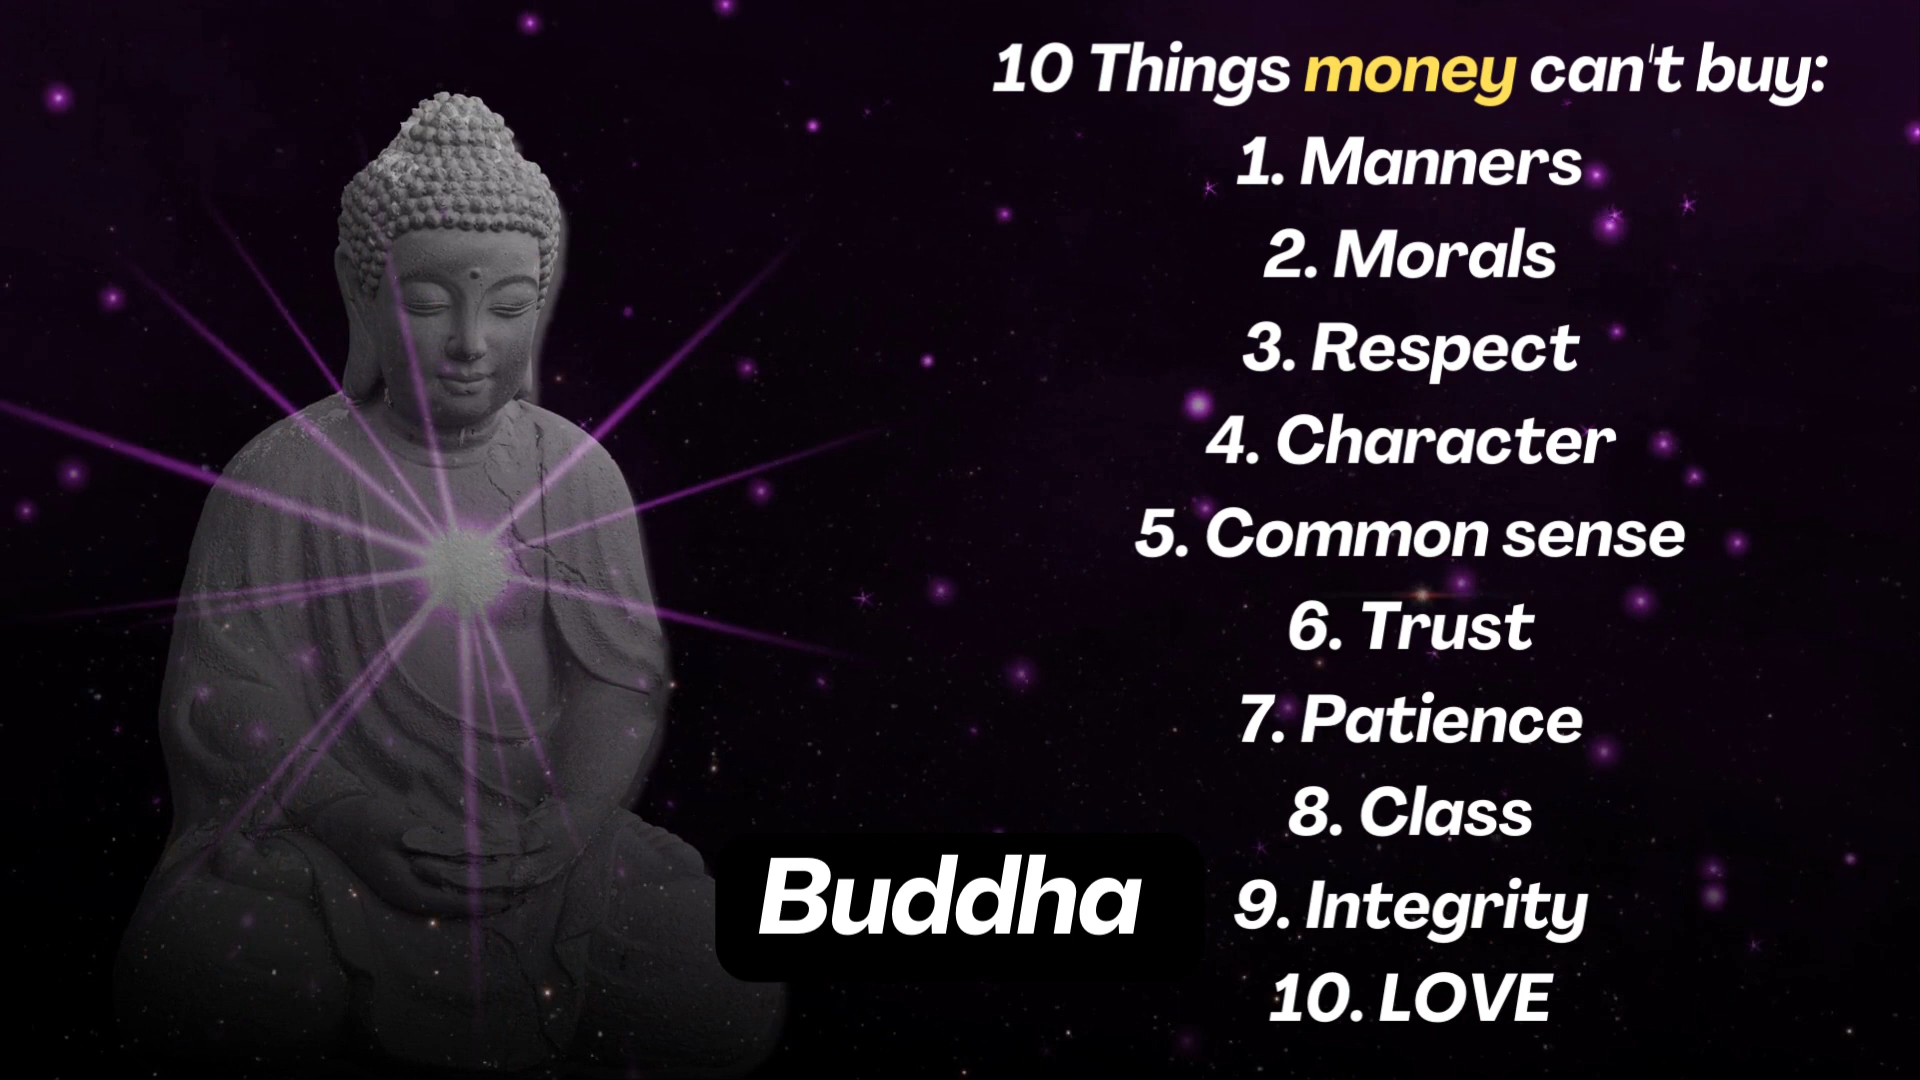 10 Things money can't buy:
1. Manners
2. Morals
3. Respect
4. Character
5. Common sense
6. Trust
7. Patience
8. Class
Buddha
9. Integrity
10. LOVE